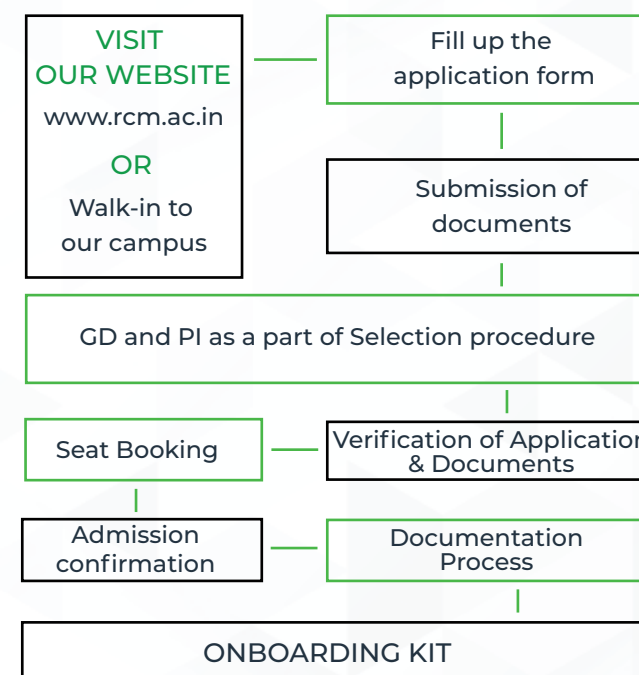 VISIT
OUR WEBSITE
www.rcm.ac.in
OR
Walk-in to
our campus
Fill up the
application form
Submission of
documents
GD and PI as a part of Selection procedure
Verification of Application
& Documents
Seat Booking
Admission
confirmation
Documentation
Process
ONBOARDING KIT